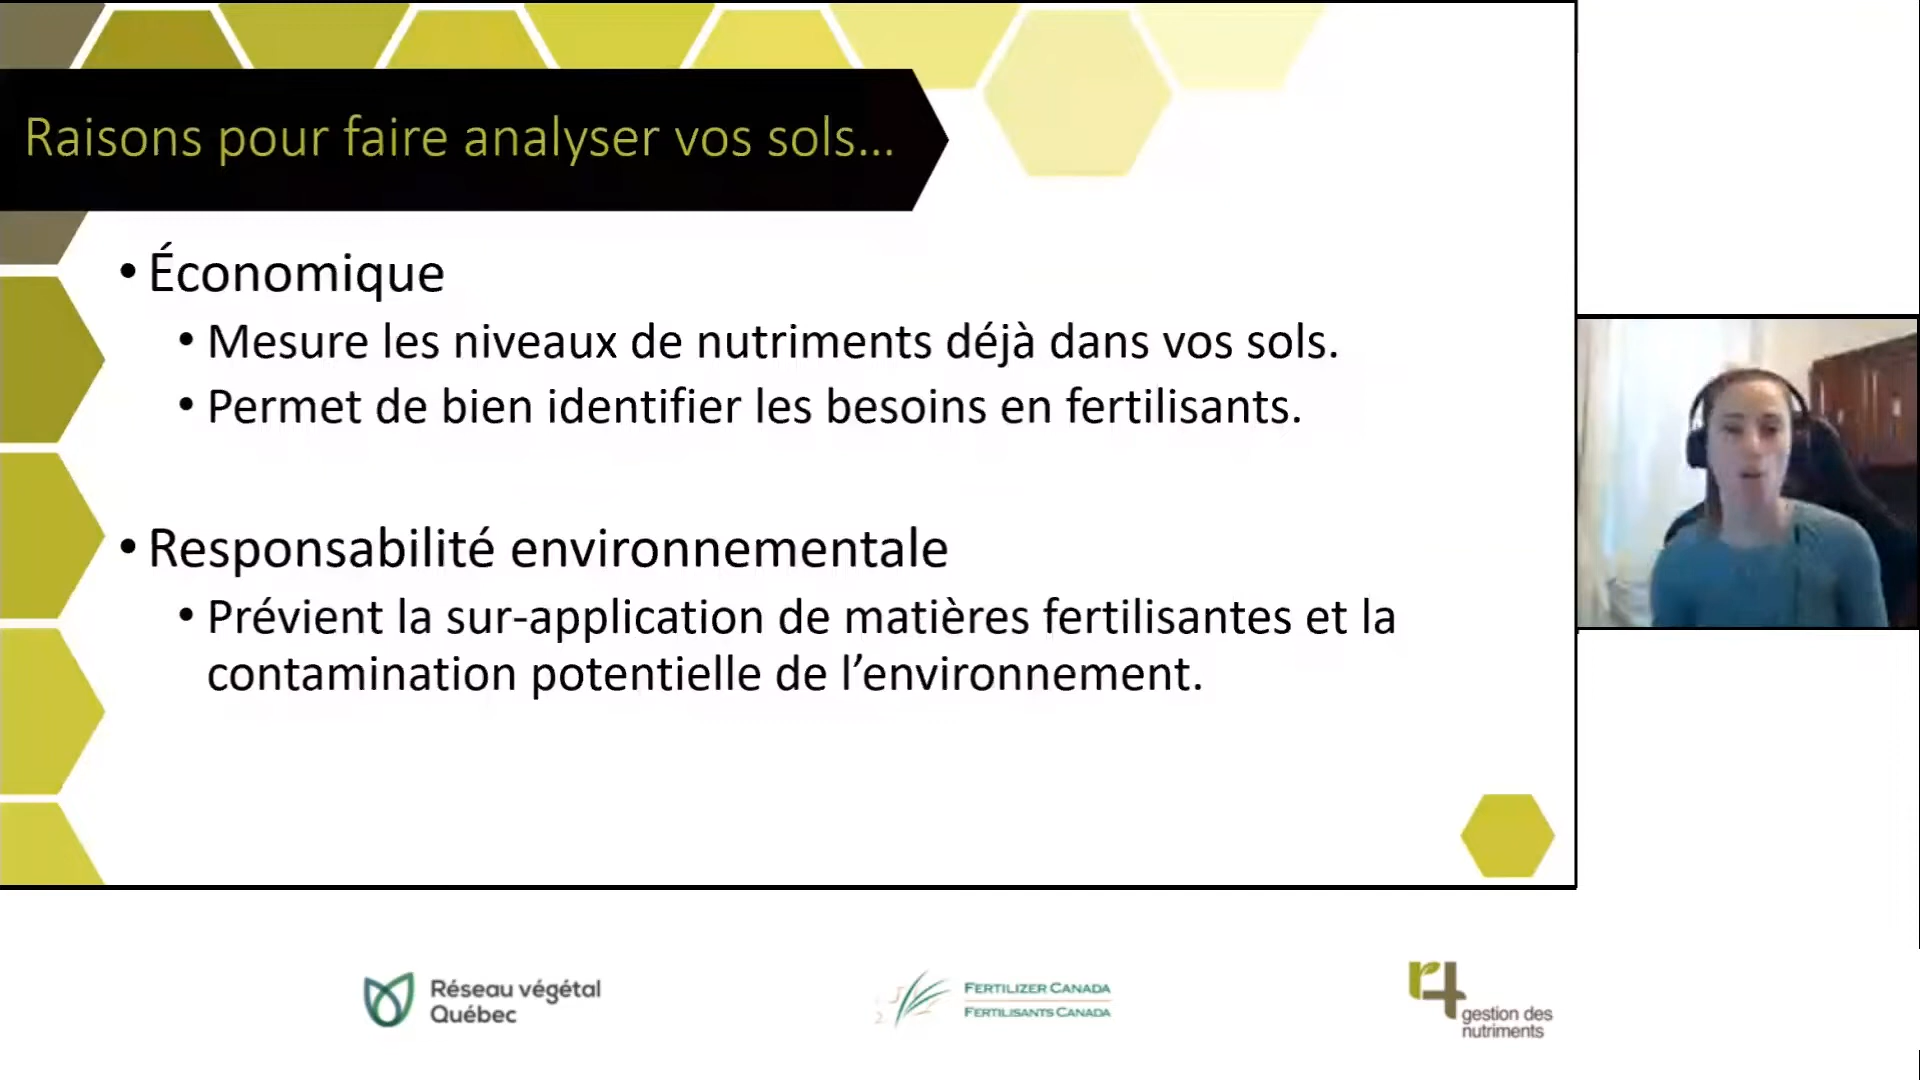 Raisons pour faire analyser vos sols...
• Économique
• Mesure les niveaux de nutriments déjà dans vos sols.
• Permet de bien identifier les besoins en fertilisants.
• Responsabilité environnementale
• Prévient la sur-application de matières fertilisantes et la
contamination potentielle de l’environnement.
Réseau végétal
Québec
FERTILIZER CANADA
FERTILISANTS CANADA
r4
gestion des
nutriments